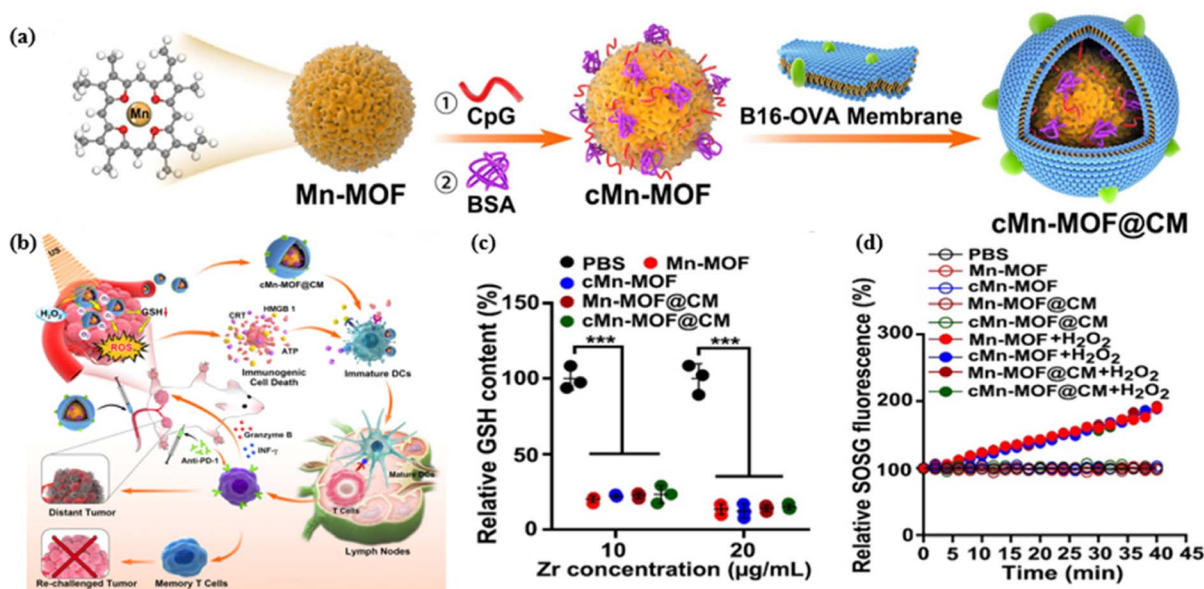 (a)
Mn
Mn-MOF
① CpG
② BSA
cMn-MOF
B16-OVA Membrane
cMn-MOF@CM
(b)
US
cMn-MOF@CM
H₂O₂
O₂
GSH
ROS
CRT
HMGB 1
ATP
Immunogenic
Cell Death
Immature DCs
Granzyme B
INF-γ
Anti-PD-1
Mature DCs
T Cells
Lymph Nodes
Distant Tumor
Re-challenged Tumor
Memory T Cells
(c)
PBS Mn-MOF
cMn-MOF
Mn-MOF@CM
cMn-MOF@CM
Relative GSH content (%)
150
100
50
0
***
***
10 20
Zr concentration (µg/mL)
(d)
PBS
Mn-MOF
cMn-MOF
Mn-MOF@CM
cMn-MOF@CM
Mn-MOF+H₂O₂
cMn-MOF+H₂O₂
Mn-MOF@CM+H₂O₂
cMn-MOF@CM+H₂O₂
Relative SOSG fluorescence (%)
300
200
100
0
0 5 10 15 20 25 30 35 40 45
Time (min)